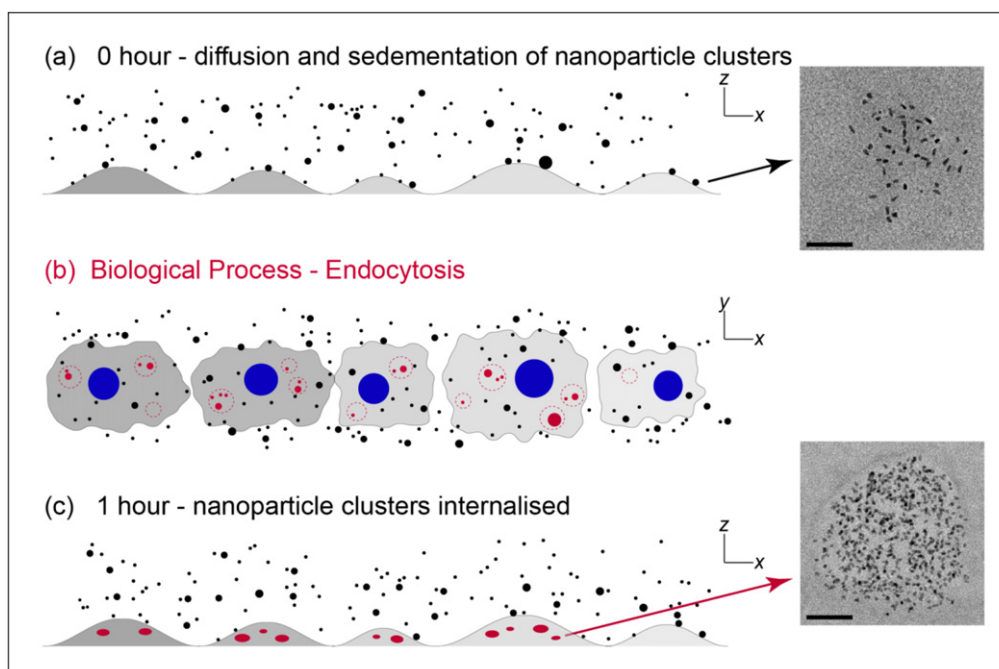 (a) 0 hour - diffusion and sedementation of nanoparticle clusters
z
x
(b) Biological Process - Endocytosis
y
x
(c) 1 hour - nanoparticle clusters internalised
z
x